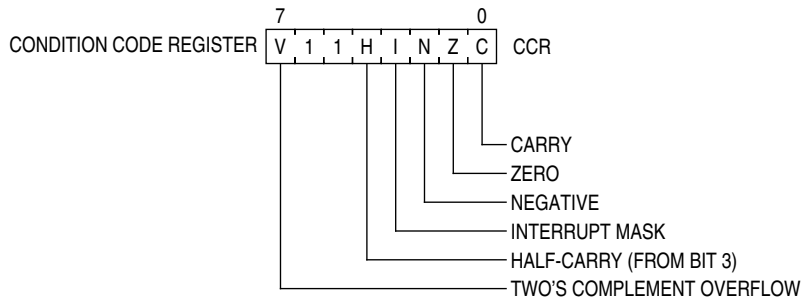 7 0
CONDITION CODE REGISTER V 1 1 H I N Z C CCR
CARRY
ZERO
NEGATIVE
INTERRUPT MASK
HALF-CARRY (FROM BIT 3)
TWO'S COMPLEMENT OVERFLOW